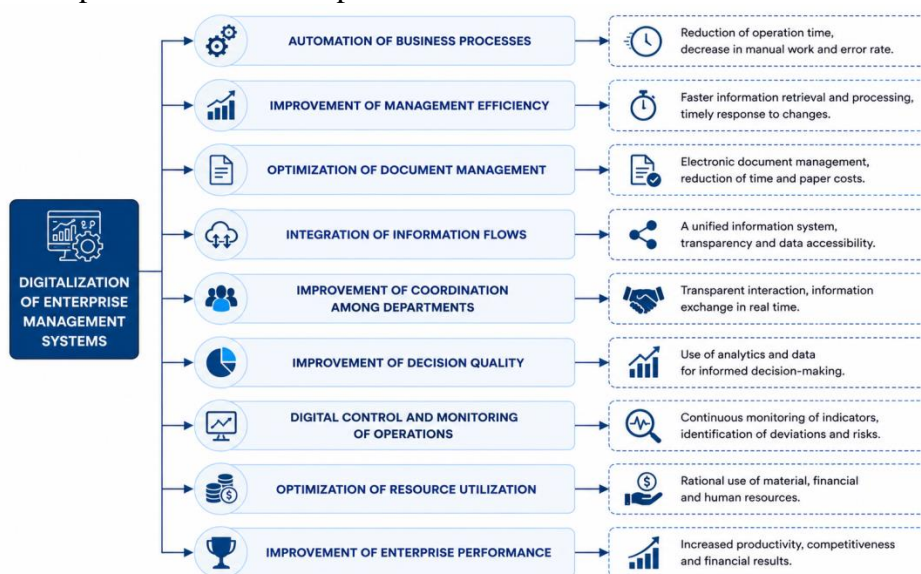 DIGITALIZATION
OF ENTERPRISE
MANAGEMENT
SYSTEMS
AUTOMATION OF BUSINESS PROCESSES
Reduction of operation time,
decrease in manual work and error rate.
IMPROVEMENT OF MANAGEMENT EFFICIENCY
Faster information retrieval and processing,
timely response to changes.
OPTIMIZATION OF DOCUMENT MANAGEMENT
Electronic document management,
reduction of time and paper costs.
INTEGRATION OF INFORMATION FLOWS
A unified information system,
transparency and data accessibility.
IMPROVEMENT OF COORDINATION
AMONG DEPARTMENTS
Transparent interaction, information
exchange in real time.
IMPROVEMENT OF DECISION QUALITY
Use of analytics and data
for informed decision-making.
DIGITAL CONTROL AND MONITORING
OF OPERATIONS
Continuous monitoring of indicators,
identification of deviations and risks.
OPTIMIZATION OF RESOURCE UTILIZATION
Rational use of material, financial
and human resources.
IMPROVEMENT OF ENTERPRISE PERFORMANCE
Increased productivity, competitiveness
and financial results.